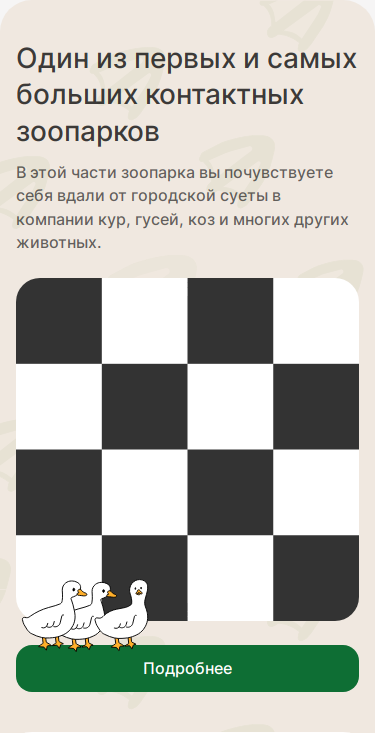 Один из первых и самых
больших контактных
зоопарков
В этой части зоопарка вы почувствуете
себя вдали от городской суеты в
компании кур, гусей, коз и многих других
животных.
Подробнее